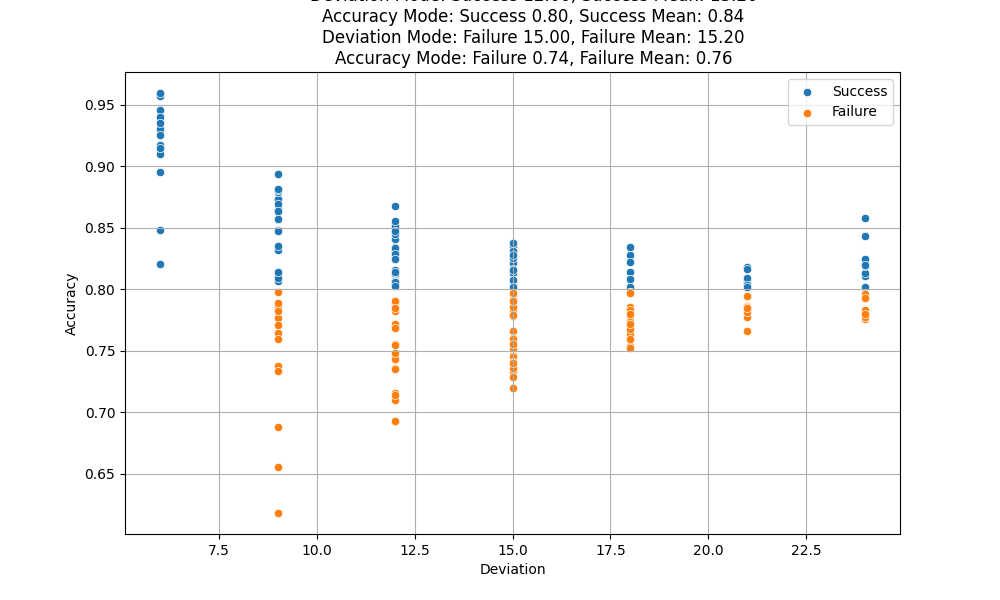 Accuracy Mode: Success 0.80, Success Mean: 0.84
Deviation Mode: Failure 15.00, Failure Mean: 15.20
Accuracy Mode: Failure 0.74, Failure Mean: 0.76
Success
Failure
0.95
0.90
0.85
0.80
0.75
0.70
0.65
Accuracy
7.5
10.0
12.5
15.0
17.5
20.0
22.5
Deviation